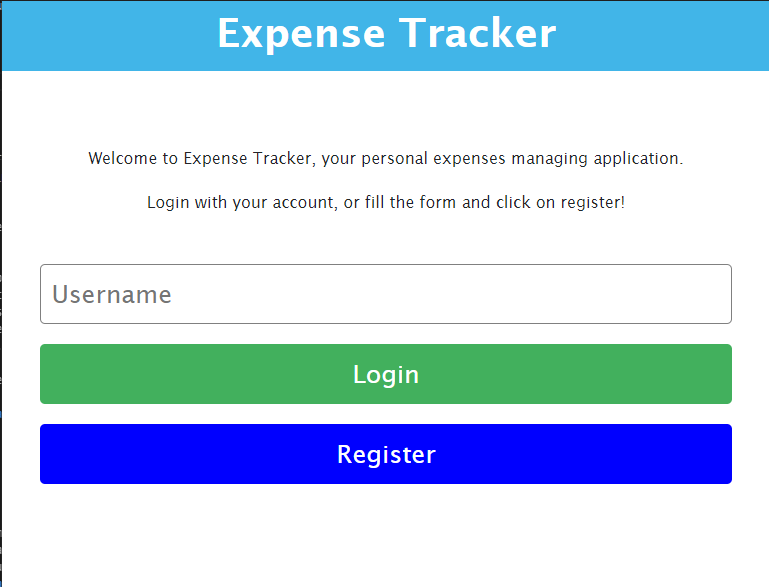 Expense Tracker
Welcome to Expense Tracker, your personal expenses managing application.
Login with your account, or fill the form and click on register!
Username
Login
Register